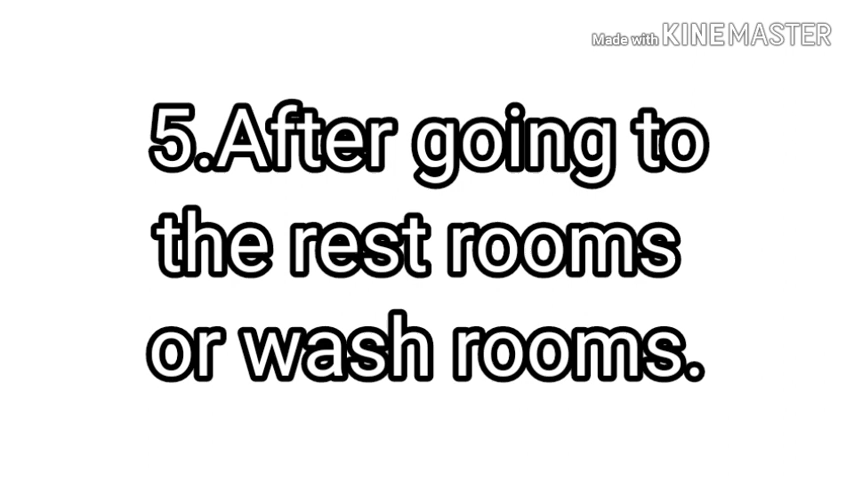 Made with KINEMASTER
5.After going to
the rest rooms
or wash rooms.